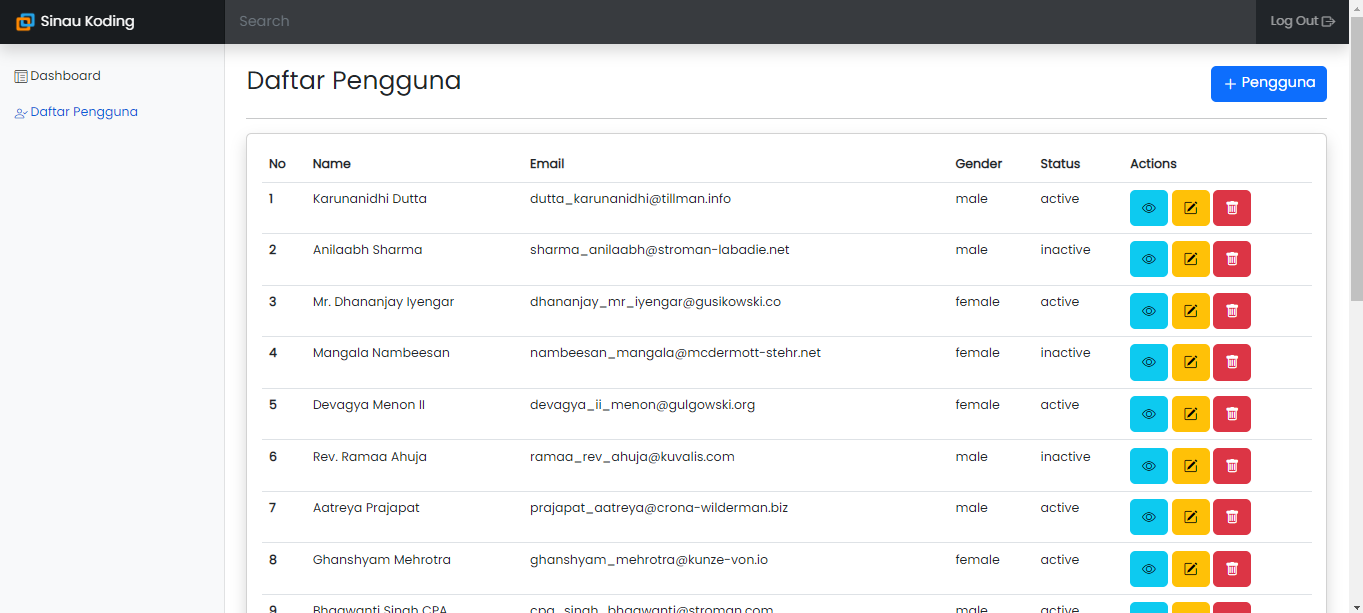 Sinau Koding
Search
Log Out
Dashboard
Daftar Pengguna
Daftar Pengguna
+ Pengguna
No Name Email Gender Status Actions
1 Karunanidhi Dutta dutta_karunanidhi@tillman.info male active
2 Anilaabh Sharma sharma_anilaabh@stroman-labadie.net male inactive
3 Mr. Dhananjay Iyengar dhananjay_mr_iyengar@gusikowski.co female active
4 Mangala Nambeesan nambeesan_mangala@mcdermott-stehr.net female inactive
5 Devagya Menon II devagya_ii_menon@gulgowski.org female active
6 Rev. Ramaa Ahuja ramaa_rev_ahuja@kuvalis.com male inactive
7 Aatreya Prajapat prajapat_aatreya@crona-wilderman.biz male active
8 Ghanshyam Mehrotra ghanshyam_mehrotra@kunze-von.io female active
9 Bhagwanti Singh CPA cpa_singh_bhagwanti@stroman.com male active